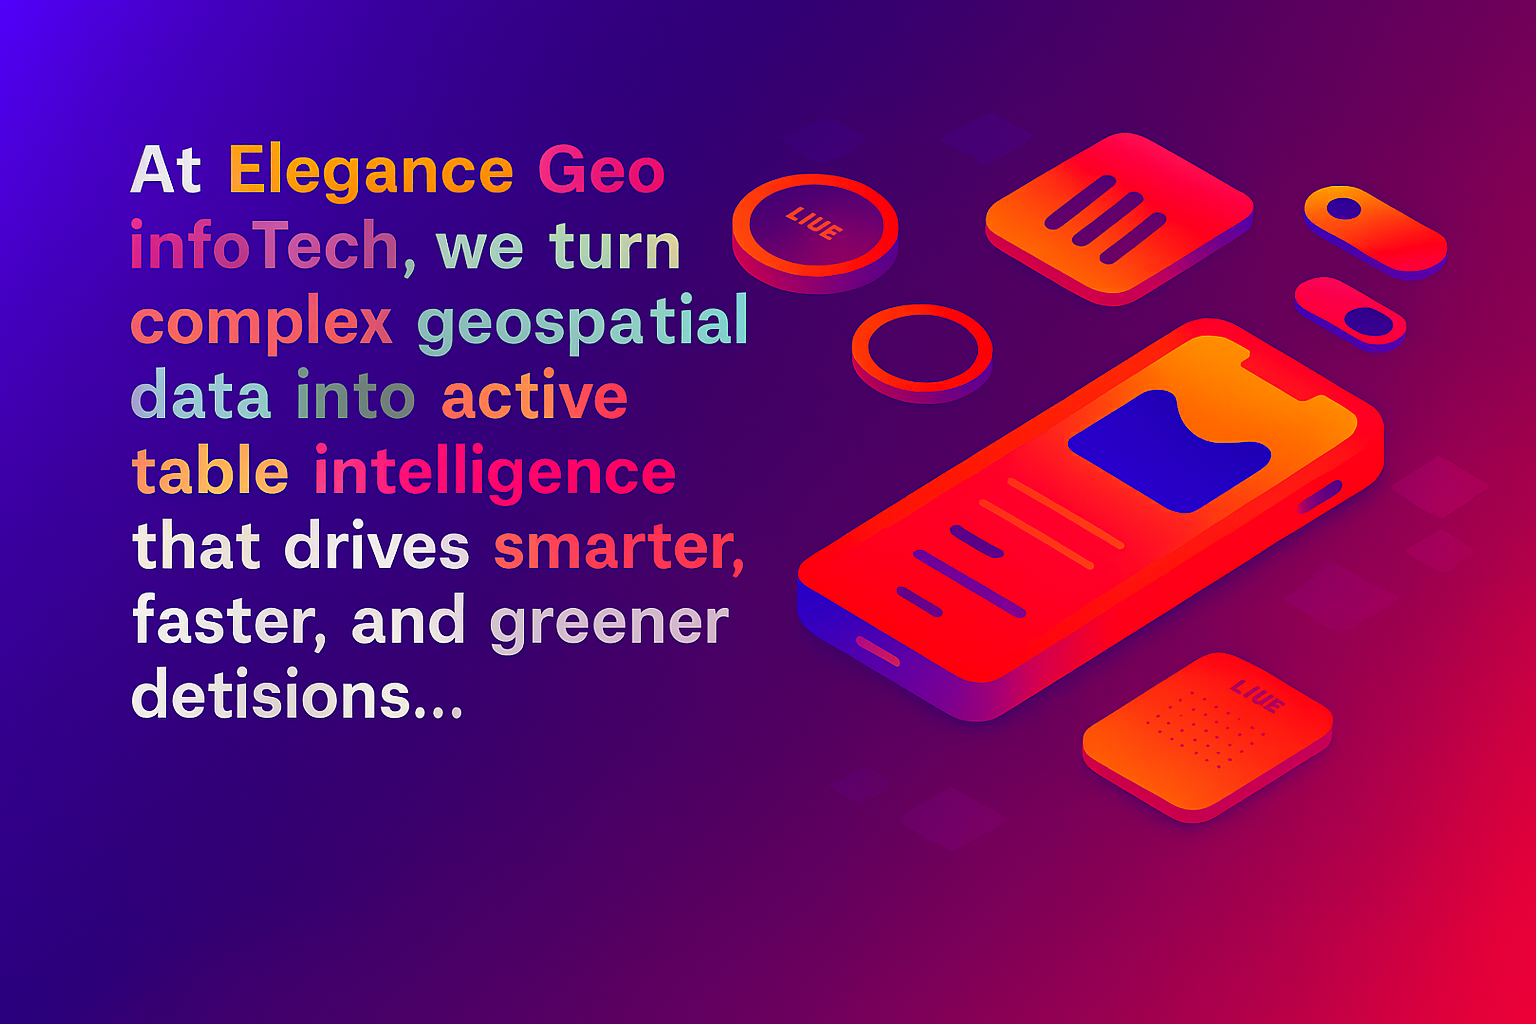 At Elegance Geo
infoTech, we turn
complex geospatial
data into active
table intelligence
that drives smarter,
faster, and greener
detisions...
LIUE
LIUE